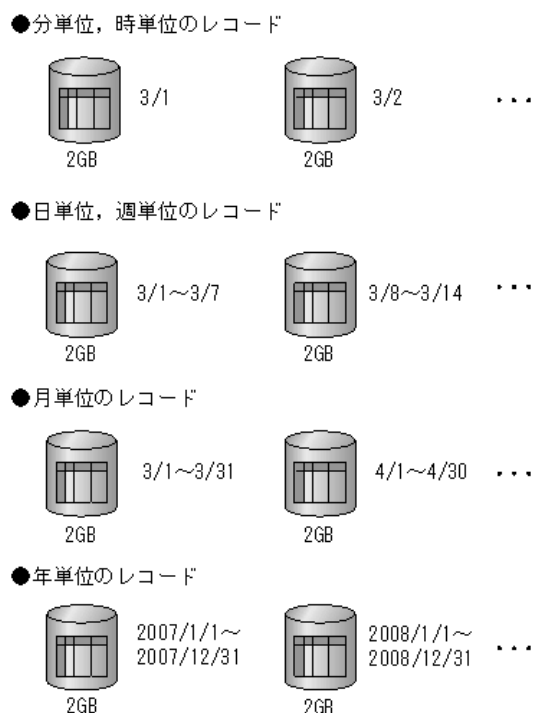 ●分単位，時単位のレコード
3/1
3/2
・・・
2GB
2GB
●日単位，週単位のレコード
3/1～3/7
3/8～3/14
・・・
2GB
2GB
●月単位のレコード
3/1～3/31
4/1～4/30
・・・
2GB
2GB
●年単位のレコード
2007/1/1～
2007/12/31
2008/1/1～
2008/12/31
・・・
2GB
2GB